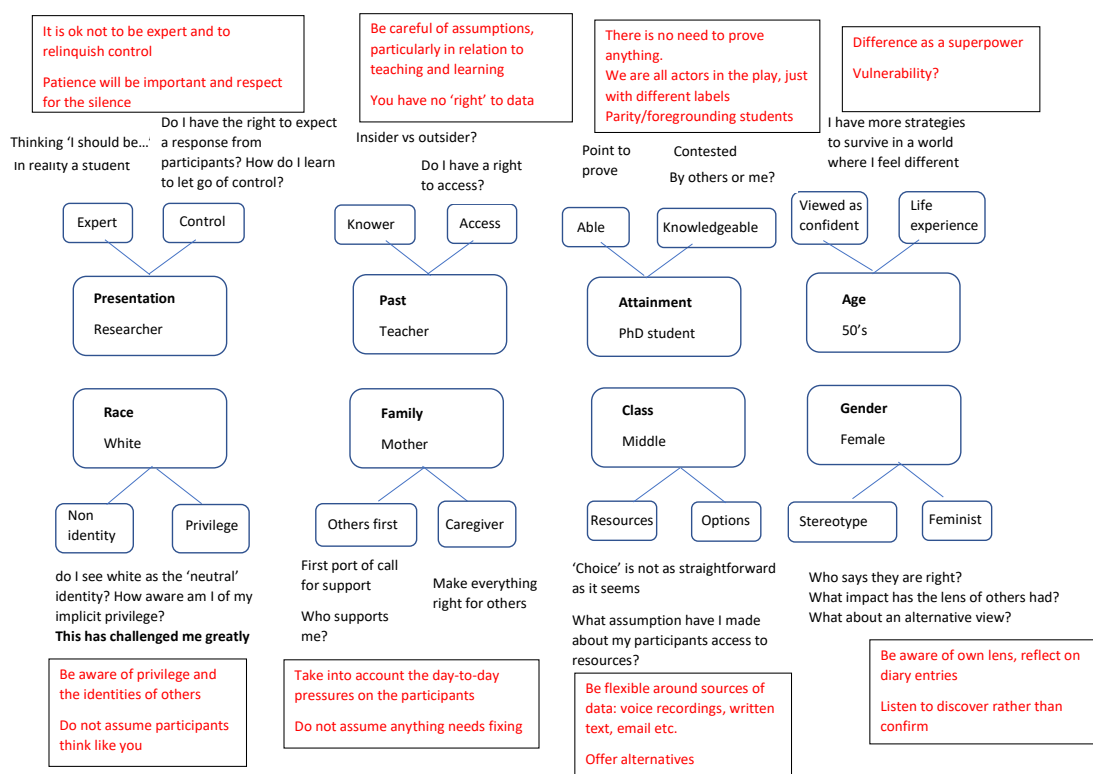 It is ok not to be expert and to
relinquish control
Patience will be important and respect
for the silence
Be careful of assumptions,
particularly in relation to
teaching and learning
You have no ‘right’ to data
There is no need to prove
anything.
We are all actors in the play, just
with different labels
Parity/foregrounding students
Difference as a superpower
Vulnerability?
Thinking ‘I should be…’
In reality a student
Do I have the right to expect
a response from
participants? How do I learn
to let go of control?
Insider vs outsider?
Do I have a right
to access?
Point to
prove
Contested
By others or me?
I have more strategies
to survive in a world
where I feel different
Expert
Control
Knower
Access
Able
Knowledgeable
Viewed as
confident
Life
experience
Presentation
Researcher
Past
Teacher
Attainment
PhD student
Age
50’s
Race
White
Family
Mother
Class
Middle
Gender
Female
Non
identity
Privilege
Others first
Caregiver
Resources
Options
Stereotype
Feminist
do I see white as the ‘neutral’
identity? How aware am I of my
implicit privilege?
This has challenged me greatly
First port of call
for support
Who supports
me?
Make everything
right for others
‘Choice’ is not as straightforward
as it seems
What assumption have I made
about my participants access to
resources?
Who says they are right?
What impact has the lens of others had?
What about an alternative view?
Be aware of privilege and
the identities of others
Do not assume participants
think like you
Take into account the day-to-day
pressures on the participants
Do not assume anything needs fixing
Be flexible around sources of
data: voice recordings, written
text, email etc.
Offer alternatives
Be aware of own lens, reflect on
diary entries
Listen to discover rather than
confirm